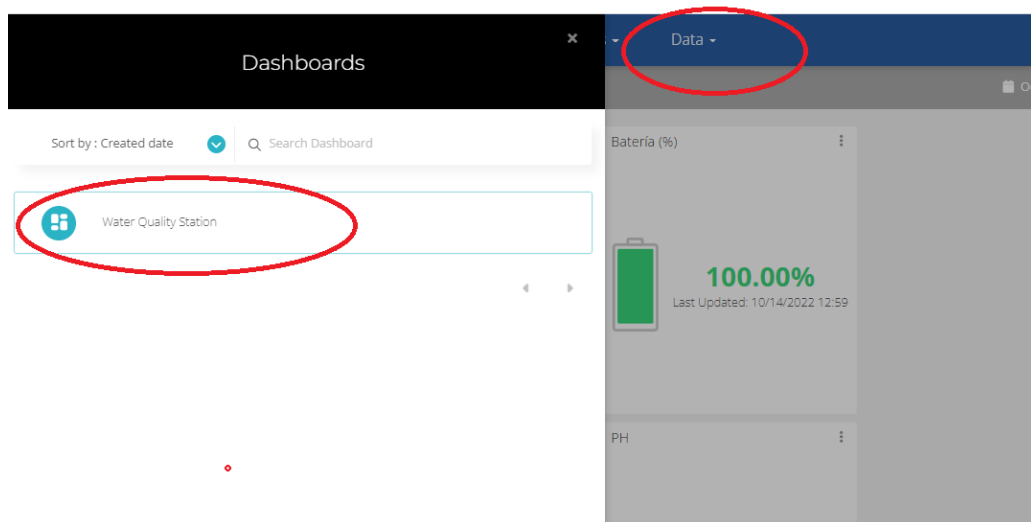 Dashboards
×
Data
Sort by : Created date
Search Dashboard
Water Quality Station
Batería (%)
100.00%
Last Updated: 10/14/2022 12:59
PH